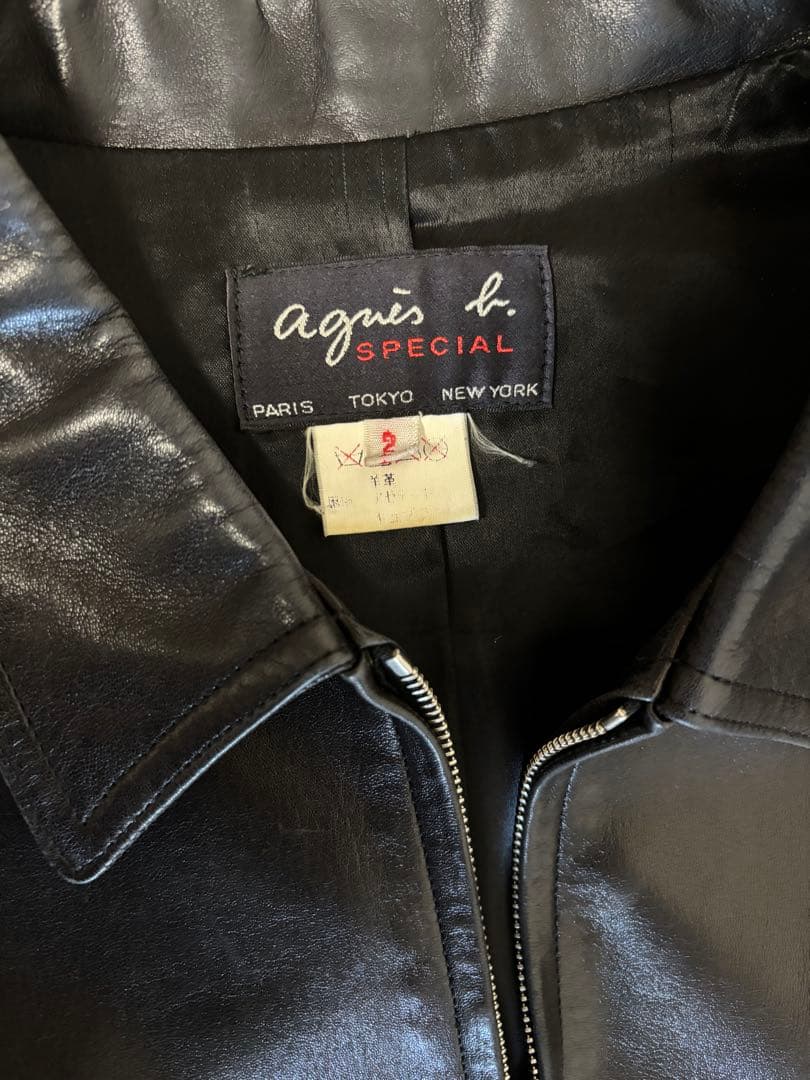 agnès b.
SPECIAL
PARIS TOKYO NEW YORK
2
羊革